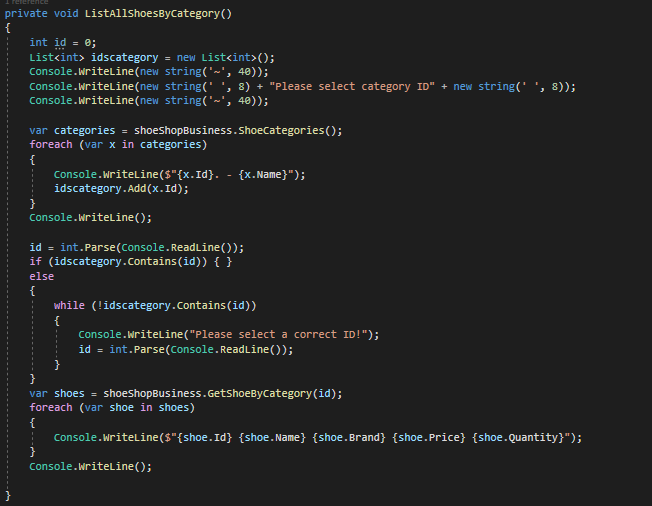 1 reference
private void ListAllShoesByCategory()
{
int id = 0;
List<int> idscategory = new List<int>();
Console.WriteLine(new string('~', 40));
Console.WriteLine(new string(' ', 8) + "Please select category ID" + new string(' ', 8));
Console.WriteLine(new string('~', 40));
var categories = shoeShopBusiness.ShoeCategories();
foreach (var x in categories)
{
Console.WriteLine($"{x.Id}. - {x.Name}");
idscategory.Add(x.Id);
}
Console.WriteLine();
id = int.Parse(Console.ReadLine());
if (idscategory.Contains(id)) { }
else
{
while (!idscategory.Contains(id))
{
Console.WriteLine("Please select a correct ID!");
id = int.Parse(Console.ReadLine());
}
}
var shoes = shoeShopBusiness.GetShoeByCategory(id);
foreach (var shoe in shoes)
{
Console.WriteLine($"{shoe.Id} {shoe.Name} {shoe.Brand} {shoe.Price} {shoe.Quantity}");
}
Console.WriteLine();
}